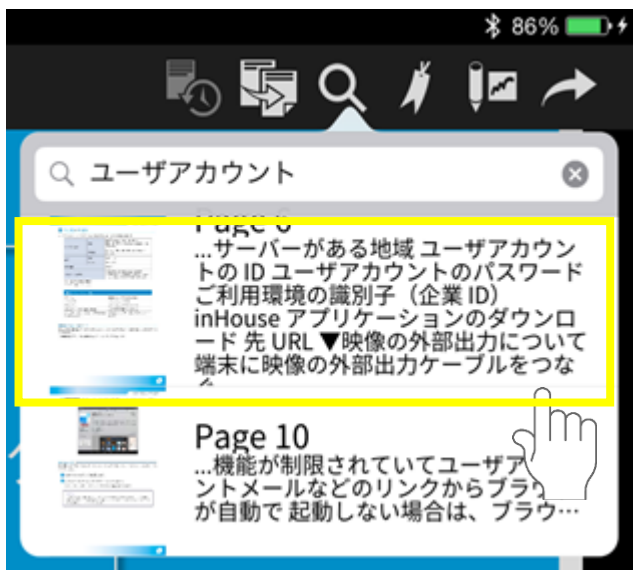 86%
ユーザアカウント
Page 6
...サーバーがある地域 ユーザアカウン
トの ID ユーザアカウントのパスワード
ご利用環境の識別子（企業 ID）
inHouse アプリケーションのダウンロ
ード 先 URL ▼映像の外部出力について
端末に映像の外部出力ケーブルをつな
Page 10
...機能が制限されていてユーザア
ントメールなどのリンクからブラウ
が自動で 起動しない場合は、ブラウ…